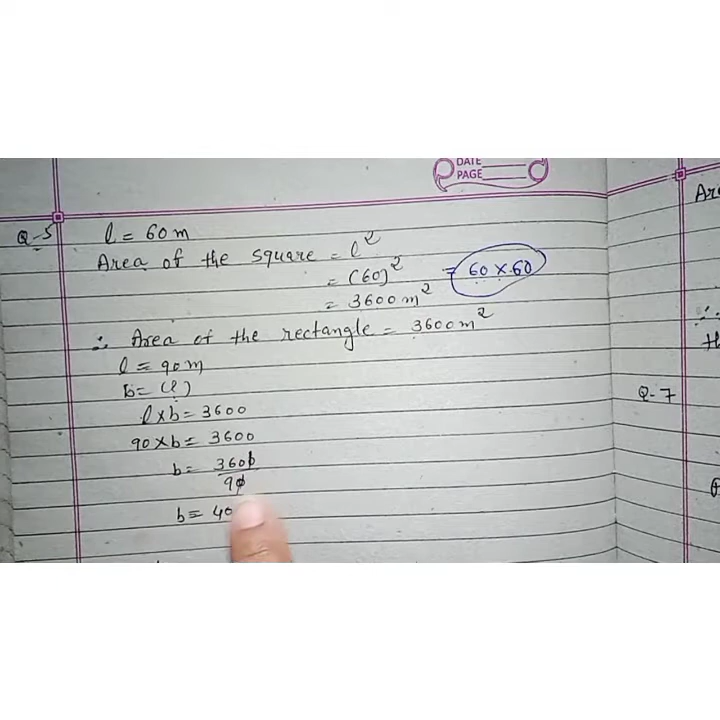 DATE
PAGE
Q-5
l = 60 m
Area of the square = l²
= (60)² = 60 × 60
= 3600 m²
∴ Area of the rectangle = 3600 m²
l = 90 m
b = (?)
l × b = 3600
90 × b = 3600
b = 3600/90
b = 40
Q-7